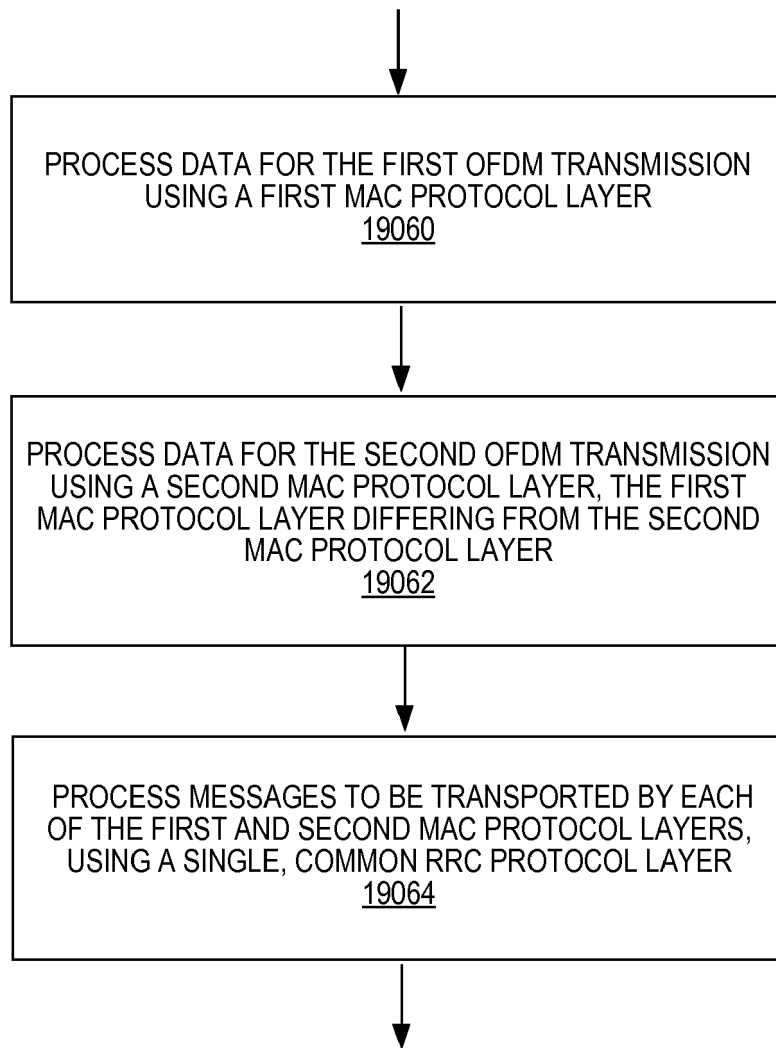 PROCESS DATA FOR THE FIRST OFDM TRANSMISSION
USING A FIRST MAC PROTOCOL LAYER
19060
PROCESS DATA FOR THE SECOND OFDM TRANSMISSION
USING A SECOND MAC PROTOCOL LAYER, THE FIRST
MAC PROTOCOL LAYER DIFFERING FROM THE SECOND
MAC PROTOCOL LAYER
19062
PROCESS MESSAGES TO BE TRANSPORTED BY EACH
OF THE FIRST AND SECOND MAC PROTOCOL LAYERS,
USING A SINGLE, COMMON RRC PROTOCOL LAYER
19064